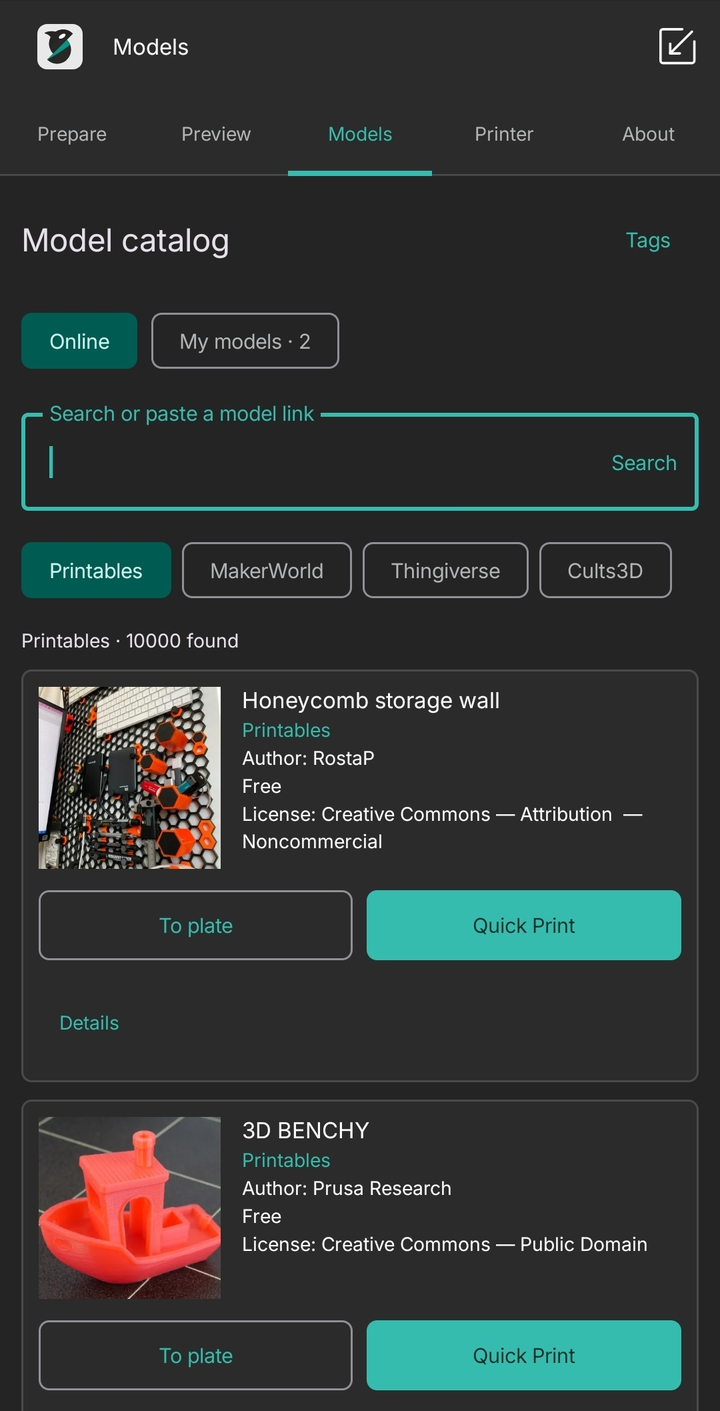 Models
Prepare
Preview
Models
Printer
About
Model catalog
Tags
Online
My models · 2
Search or paste a model link
Search
Printables
MakerWorld
Thingiverse
Cults3D
Printables · 10000 found
Honeycomb storage wall
Printables
Author: RostaP
Free
License: Creative Commons — Attribution  —
Noncommercial
To plate
Quick Print
Details
3D BENCHY
Printables
Author: Prusa Research
Free
License: Creative Commons — Public Domain
To plate
Quick Print